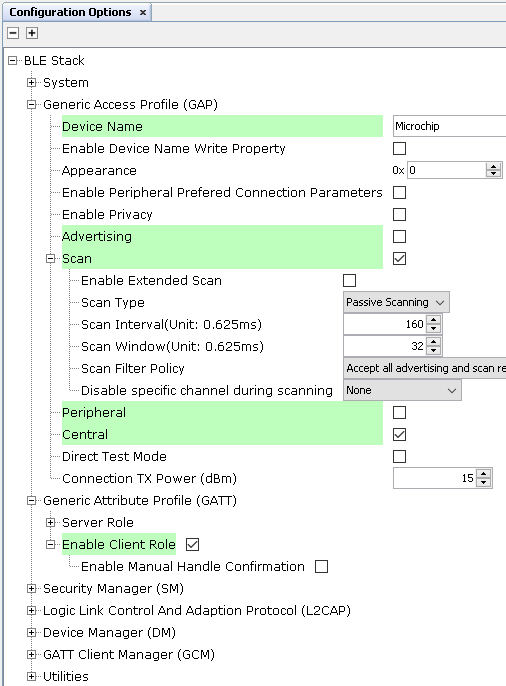 Configuration Options
BLE Stack
System
Generic Access Profile (GAP)
Device Name Microchip
Enable Device Name Write Property
Appearance 0x 0
Enable Peripheral Prefered Connection Parameters
Enable Privacy
Advertising
Scan
Enable Extended Scan
Scan Type Passive Scanning
Scan Interval(Unit: 0.625ms) 160
Scan Window(Unit: 0.625ms) 32
Scan Filter Policy Accept all advertising and scan re
Disable specific channel during scanning None
Peripheral
Central
Direct Test Mode
Connection TX Power (dBm) 15
Generic Attribute Profile (GATT)
Server Role
Enable Client Role
Enable Manual Handle Confirmation
Security Manager (SM)
Logic Link Control And Adaption Protocol (L2CAP)
Device Manager (DM)
GATT Client Manager (GCM)
Utilities